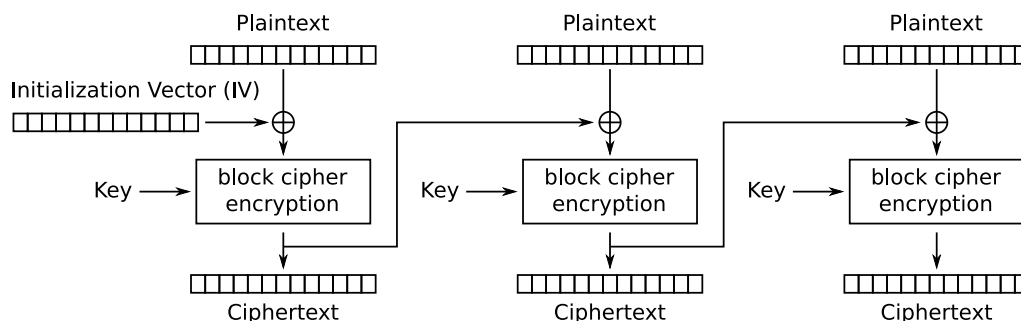 Plaintext
Plaintext
Plaintext
Initialization Vector (IV)
Key
block cipher
encryption
Key
block cipher
encryption
Key
block cipher
encryption
Ciphertext
Ciphertext
Ciphertext